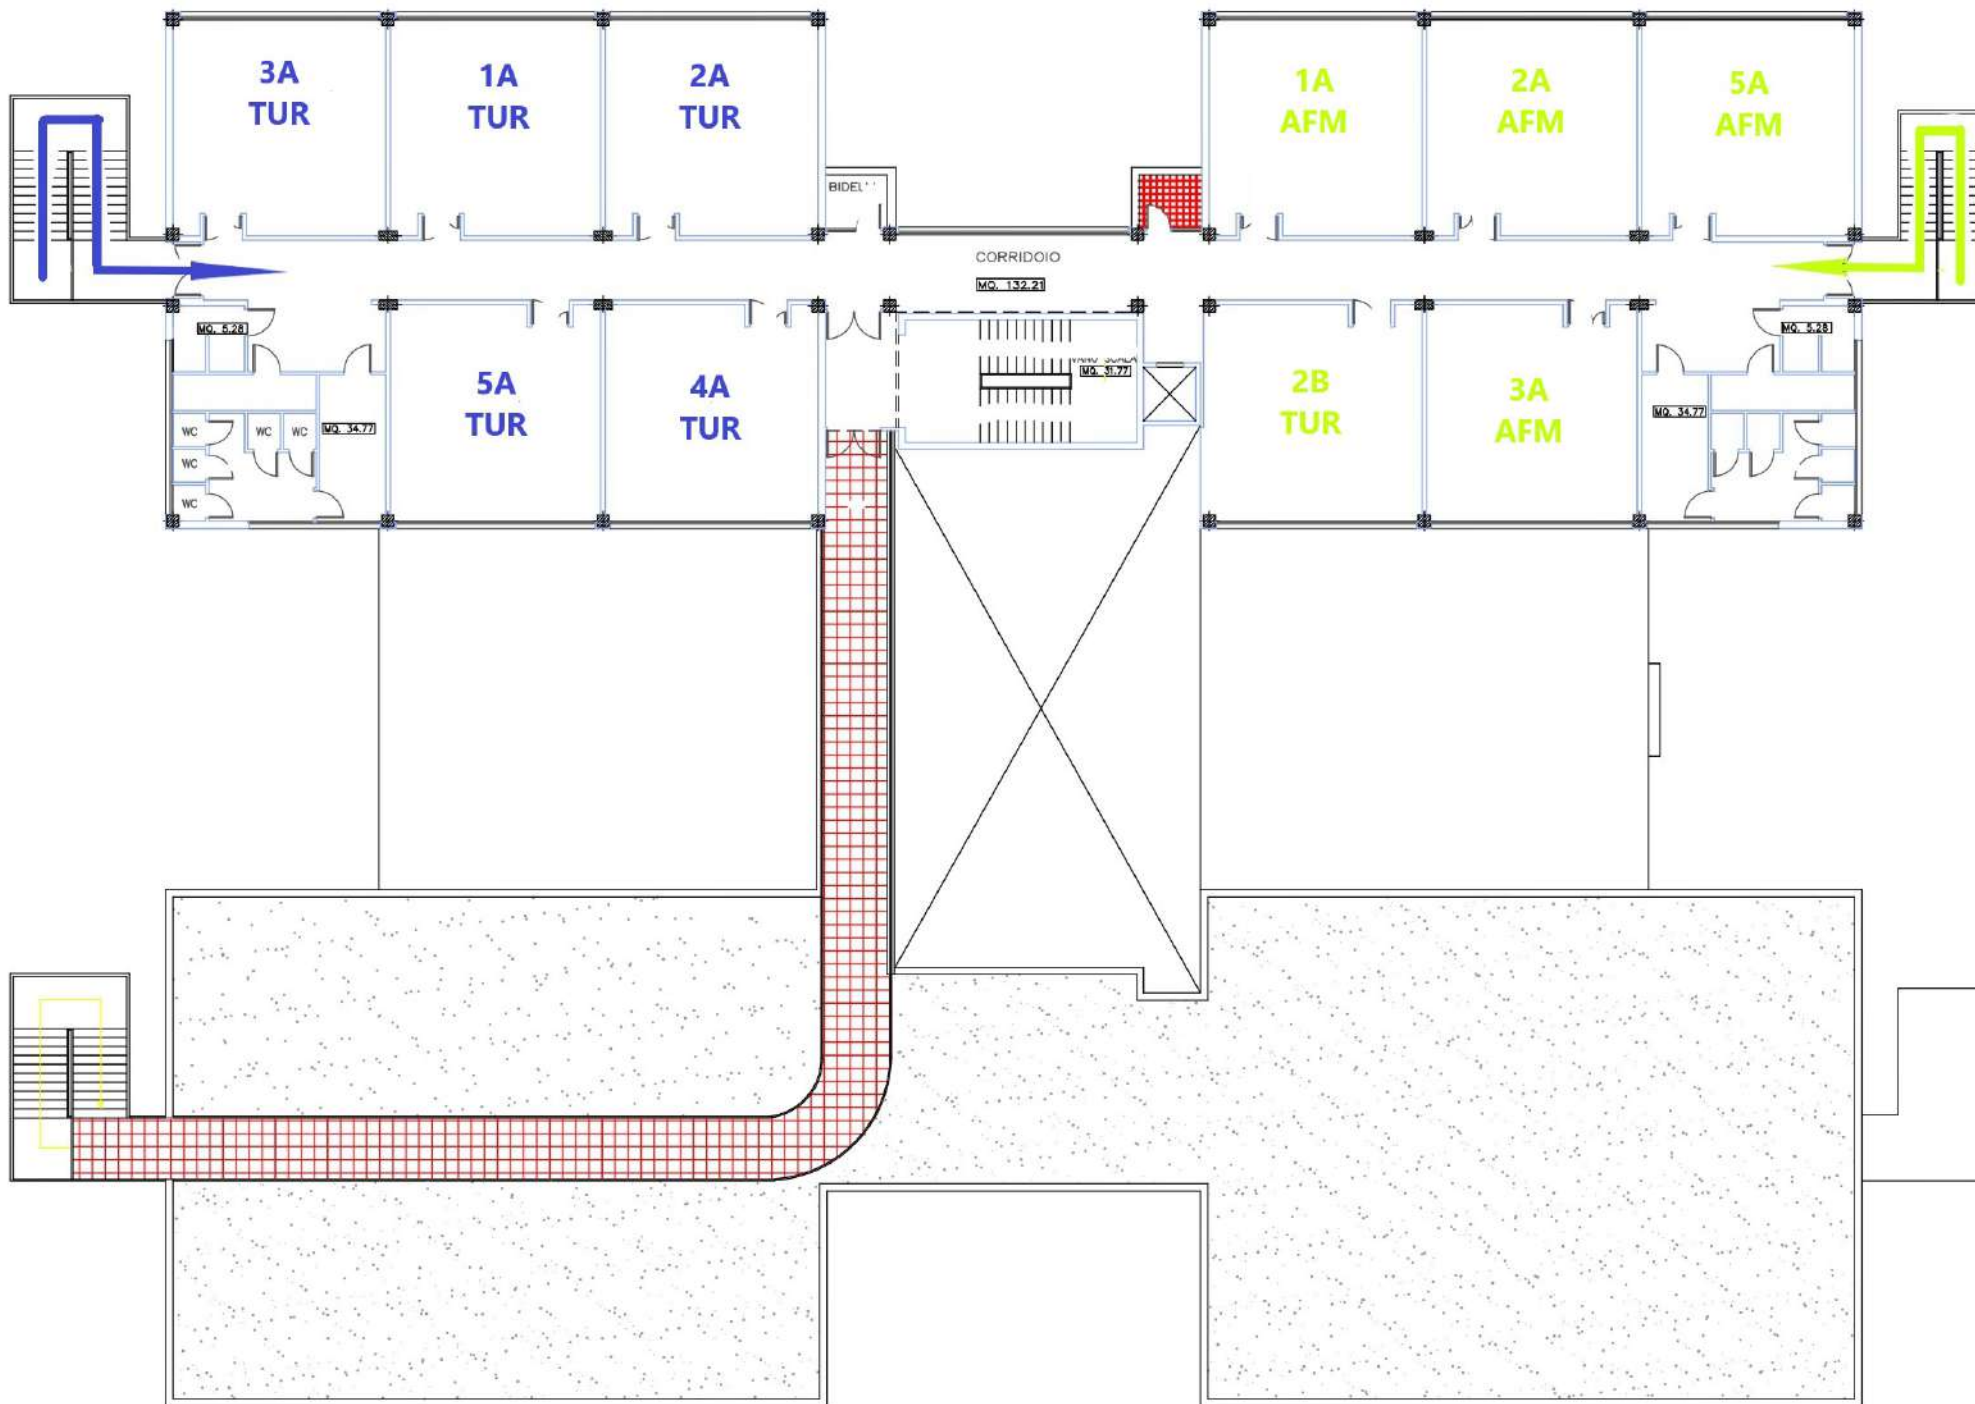 3A
TUR
1A
TUR
2A
TUR
1A
AFM
2A
AFM
5A
AFM
CORRIDOIO
MQ. 132.21
MQ. 5.28
MQ. 5.28
MQ. 31.77
5A
TUR
4A
TUR
2B
TUR
3A
AFM
MQ. 34.77
MQ. 34.77
WC
WC
WC
WC
WC